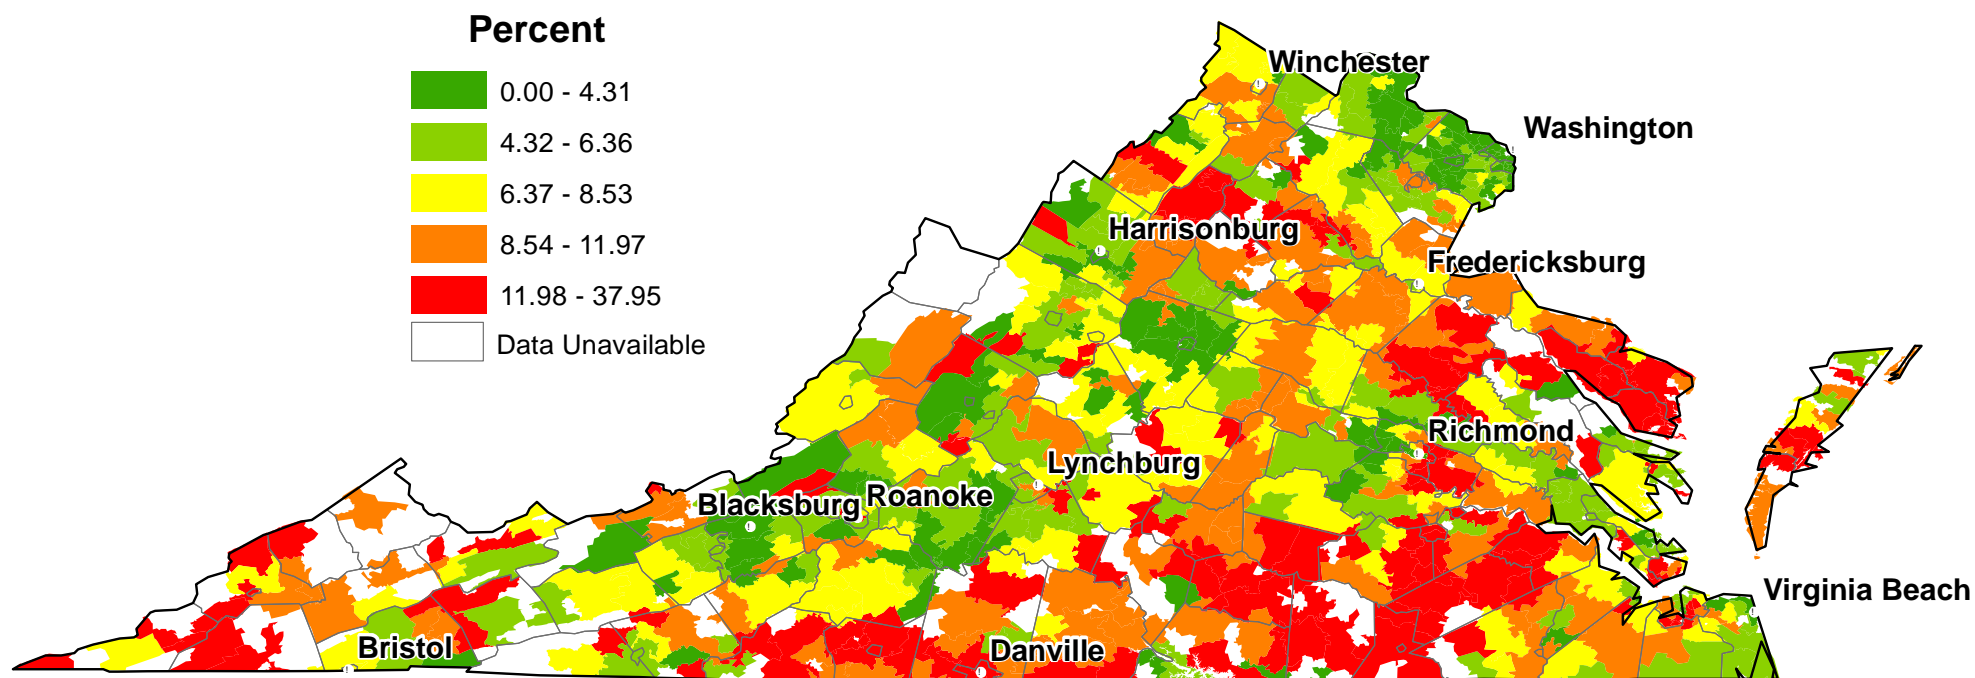 Percent
0.00 - 4.31
4.32 - 6.36
6.37 - 8.53
8.54 - 11.97
11.98 - 37.95
Data Unavailable
Winchester
Washington
Harrisonburg
Fredericksburg
Richmond
Lynchburg
Roanoke
Blacksburg
Virginia Beach
Bristol
Danville